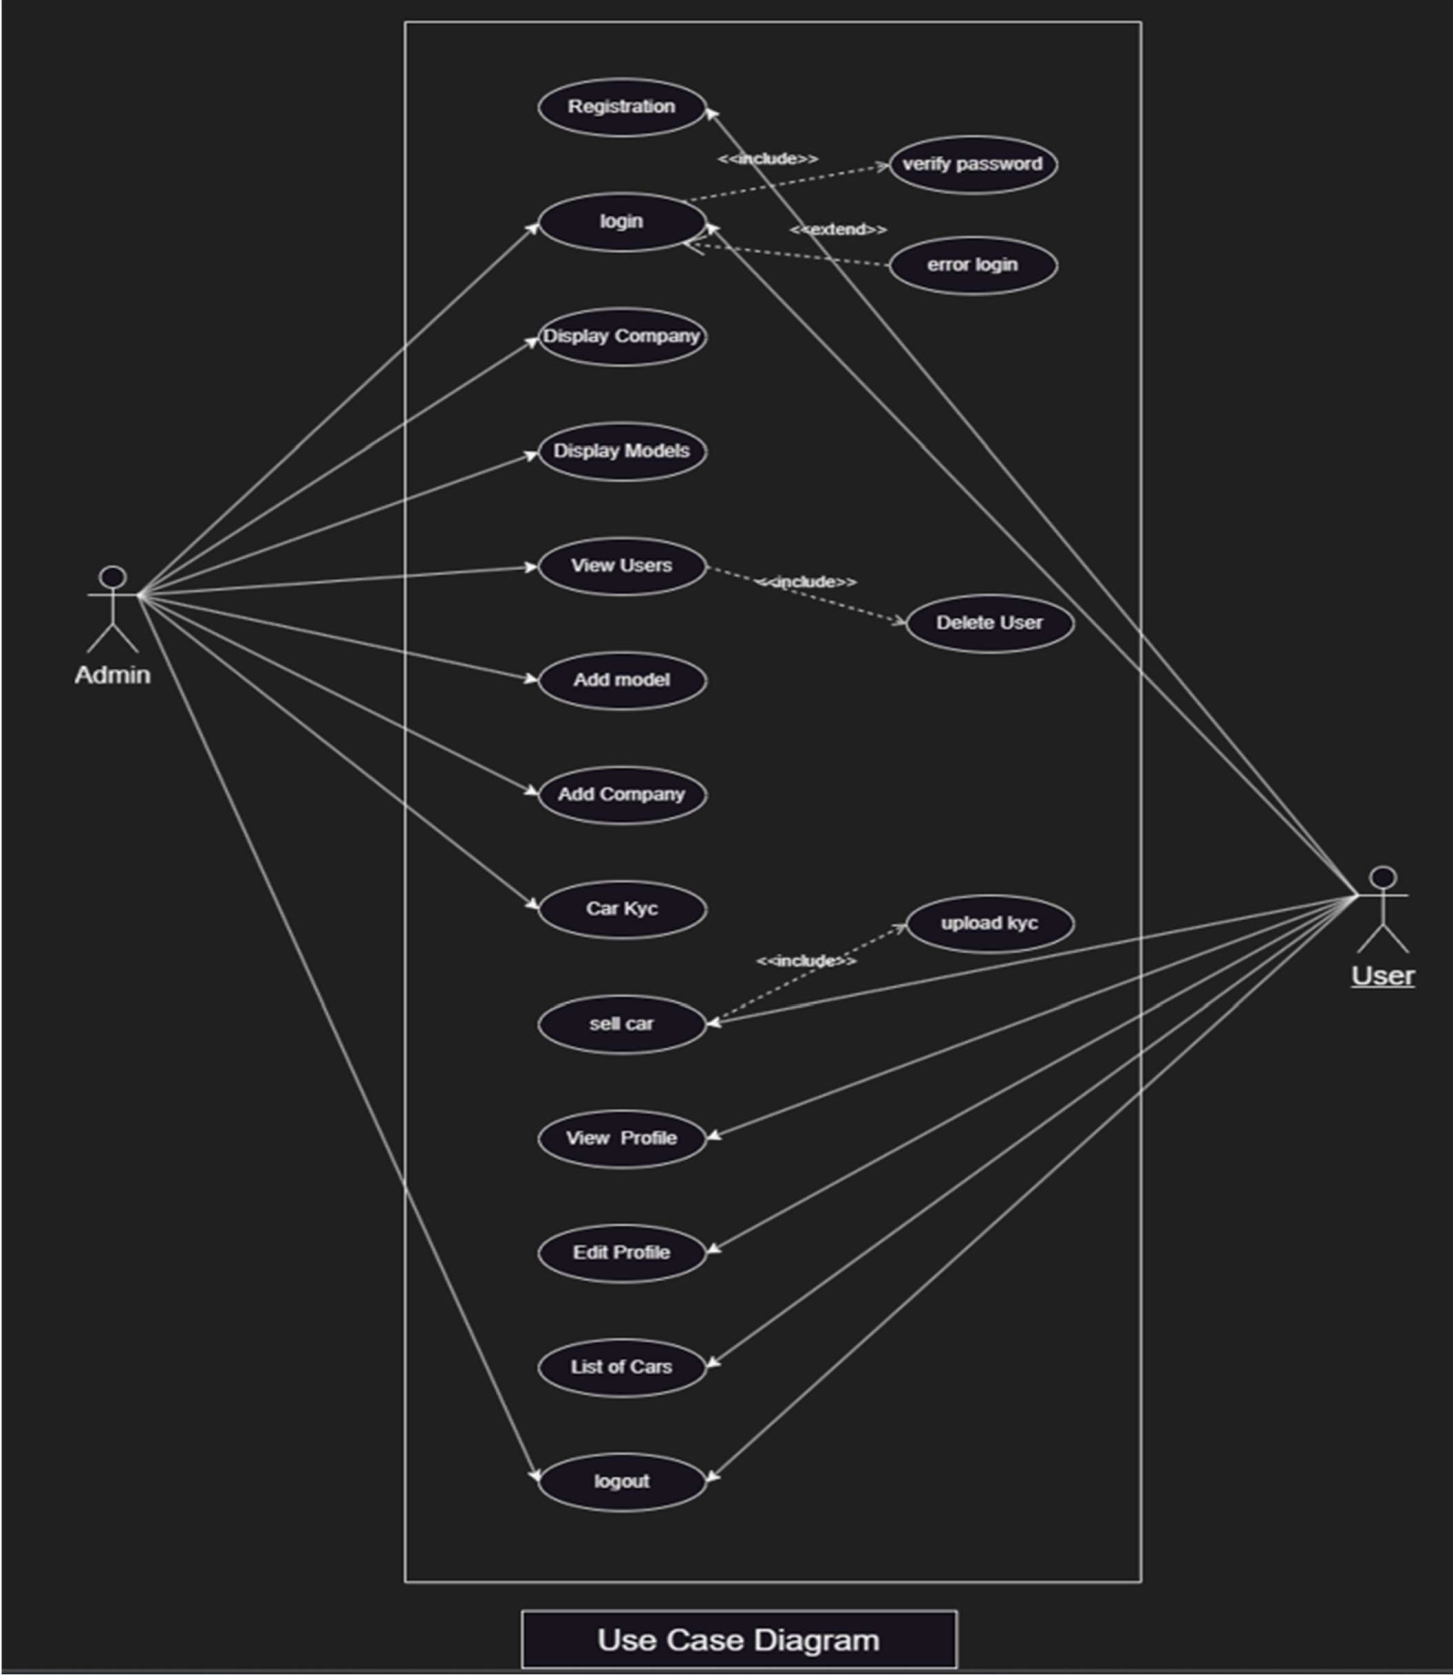 Registration
<<include>>
verify password
login
<<extend>>
error login
Display Company
Display Models
View Users
<<include>>
Delete User
Admin
Add model
Add Company
Car Kyc
upload kyc
<<include>>
User
sell car
View  Profile
Edit Profile
List of Cars
logout
Use Case Diagram